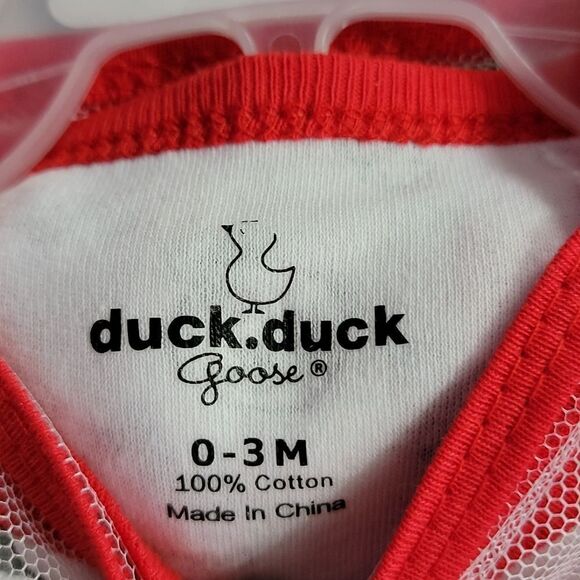 duck.duck
goose®
0-3M
100% Cotton
Made In China